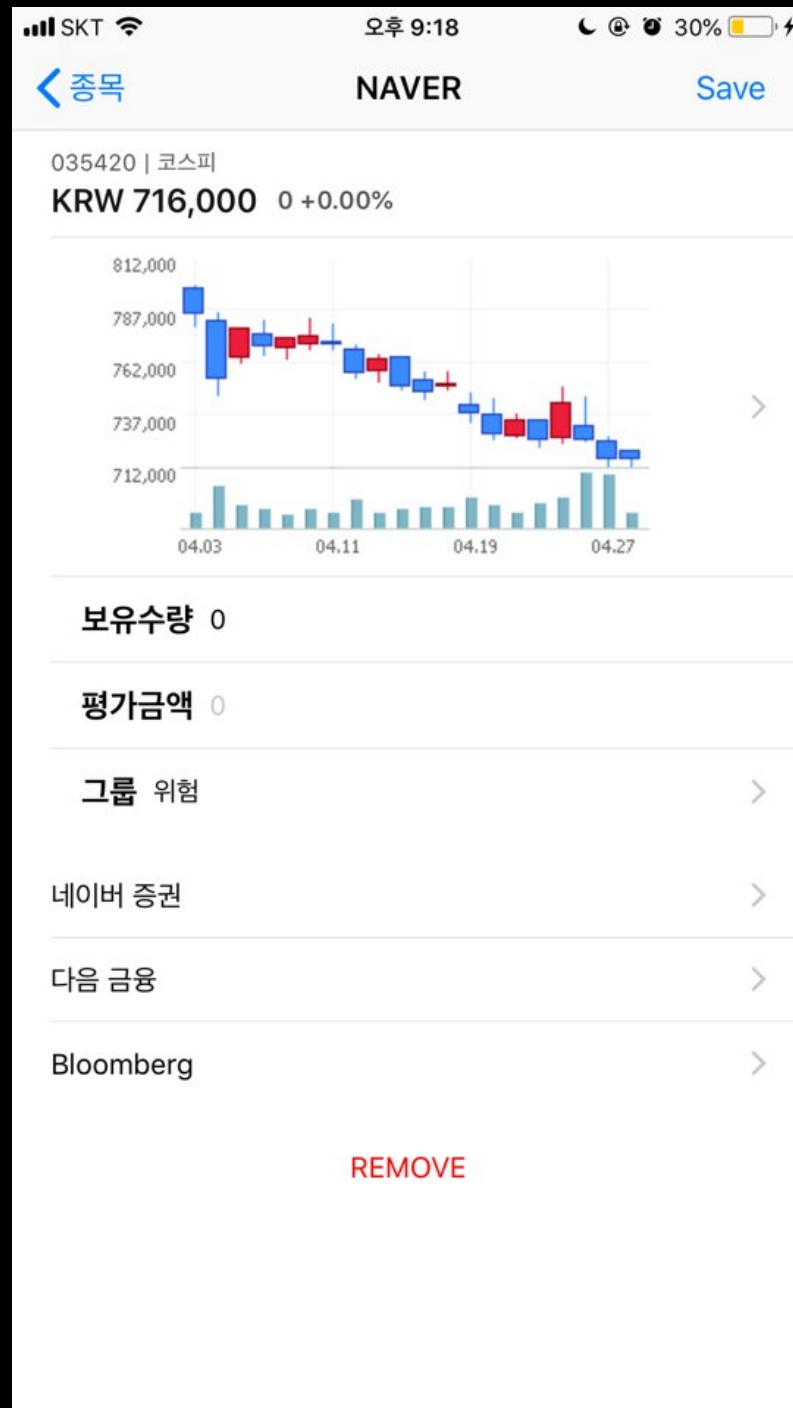 SKT 오후 9:18 30%
종목 NAVER Save
035420 | 코스피
KRW 716,000 0 +0.00%
812,000
787,000
762,000
737,000
712,000
04.03 04.11 04.19 04.27
보유수량 0
평가금액 0
그룹 위험
네이버 증권
다음 금융
Bloomberg
REMOVE